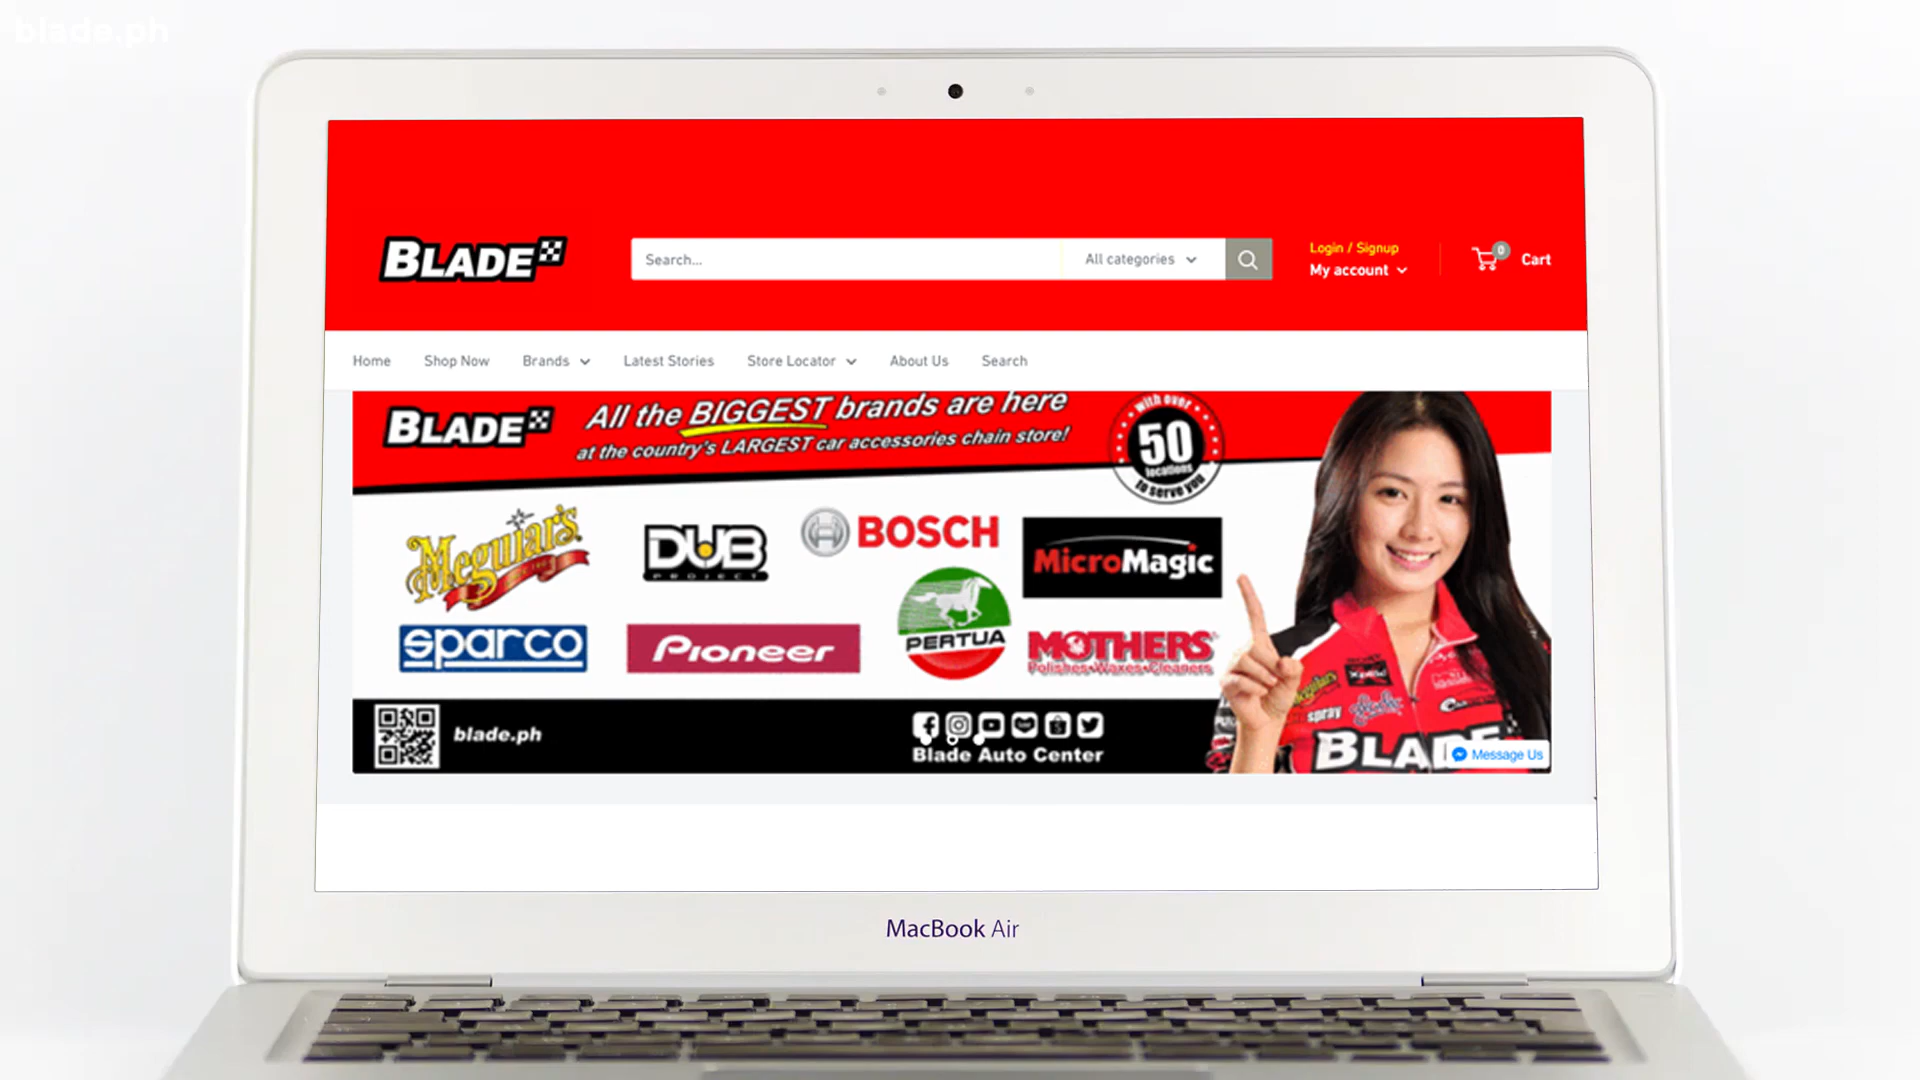 blade.ph
BLADE
Search...
All categories
Login / Signup
My account
0
Cart
Home
Shop Now
Brands
Latest Stories
Store Locator
About Us
Search
BLADE
All the BIGGEST brands are here
at the country's LARGEST car accessories chain store!
with over
50
locations
to serve you
Meguiar's
DUB
PROJECT
BOSCH
MicroMagic
PERTUA
sparco
Pioneer
MOTHERS
Polishes•Waxes•Cleaners
blade.ph
Blade Auto Center
Meguiar's
spray
BLADE
Message Us
MacBook Air